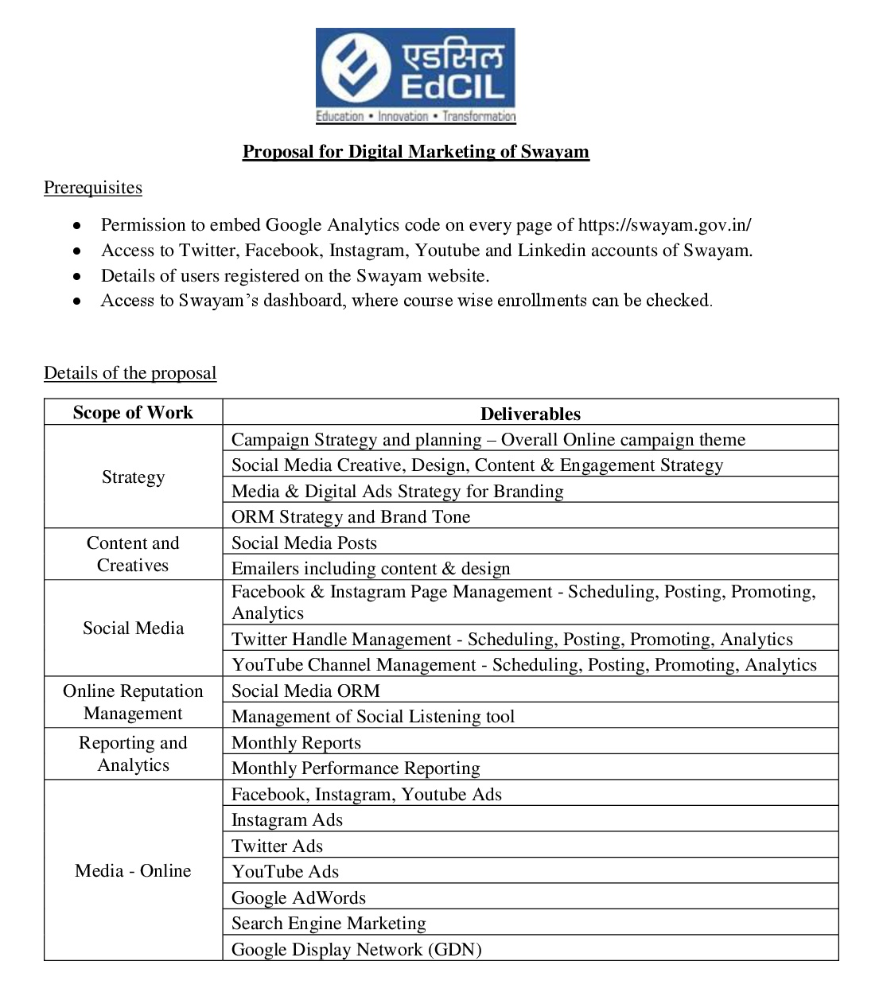 एडसिल
EdCIL
Education • Innovation • Transformation
Proposal for Digital Marketing of Swayam
Prerequisites
• Permission to embed Google Analytics code on every page of https://swayam.gov.in/
• Access to Twitter, Facebook, Instagram, Youtube and Linkedin accounts of Swayam.
• Details of users registered on the Swayam website.
• Access to Swayam's dashboard, where course wise enrollments can be checked.
Details of the proposal
Scope of Work
Deliverables
Strategy
Campaign Strategy and planning – Overall Online campaign theme
Social Media Creative, Design, Content & Engagement Strategy
Media & Digital Ads Strategy for Branding
ORM Strategy and Brand Tone
Content and
Creatives
Social Media Posts
Emailers including content & design
Social Media
Facebook & Instagram Page Management - Scheduling, Posting, Promoting,
Analytics
Twitter Handle Management - Scheduling, Posting, Promoting, Analytics
YouTube Channel Management - Scheduling, Posting, Promoting, Analytics
Online Reputation
Management
Social Media ORM
Management of Social Listening tool
Reporting and
Analytics
Monthly Reports
Monthly Performance Reporting
Media - Online
Facebook, Instagram, Youtube Ads
Instagram Ads
Twitter Ads
YouTube Ads
Google AdWords
Search Engine Marketing
Google Display Network (GDN)